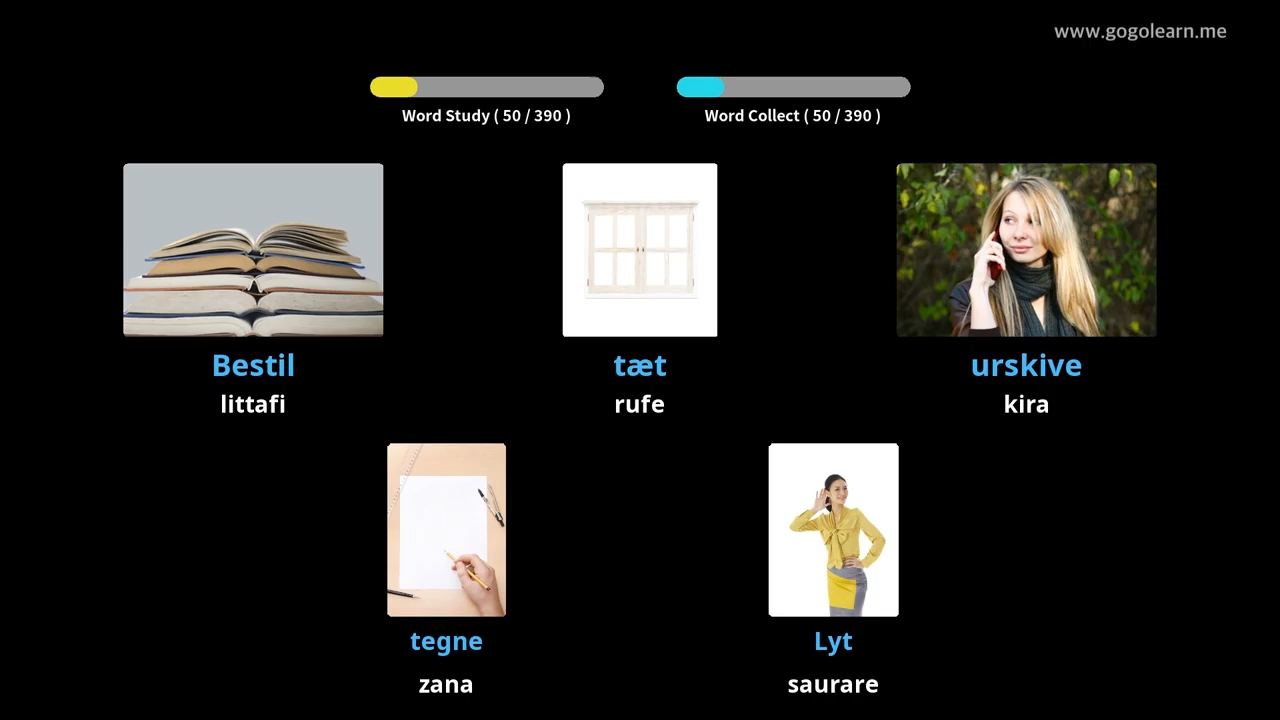 www.gogolearn.me
Word Study ( 50 / 390 )
Word Collect ( 50 / 390 )
Bestil
littafi
tæt
rufe
urskive
kira
tegne
zana
Lyt
saurare